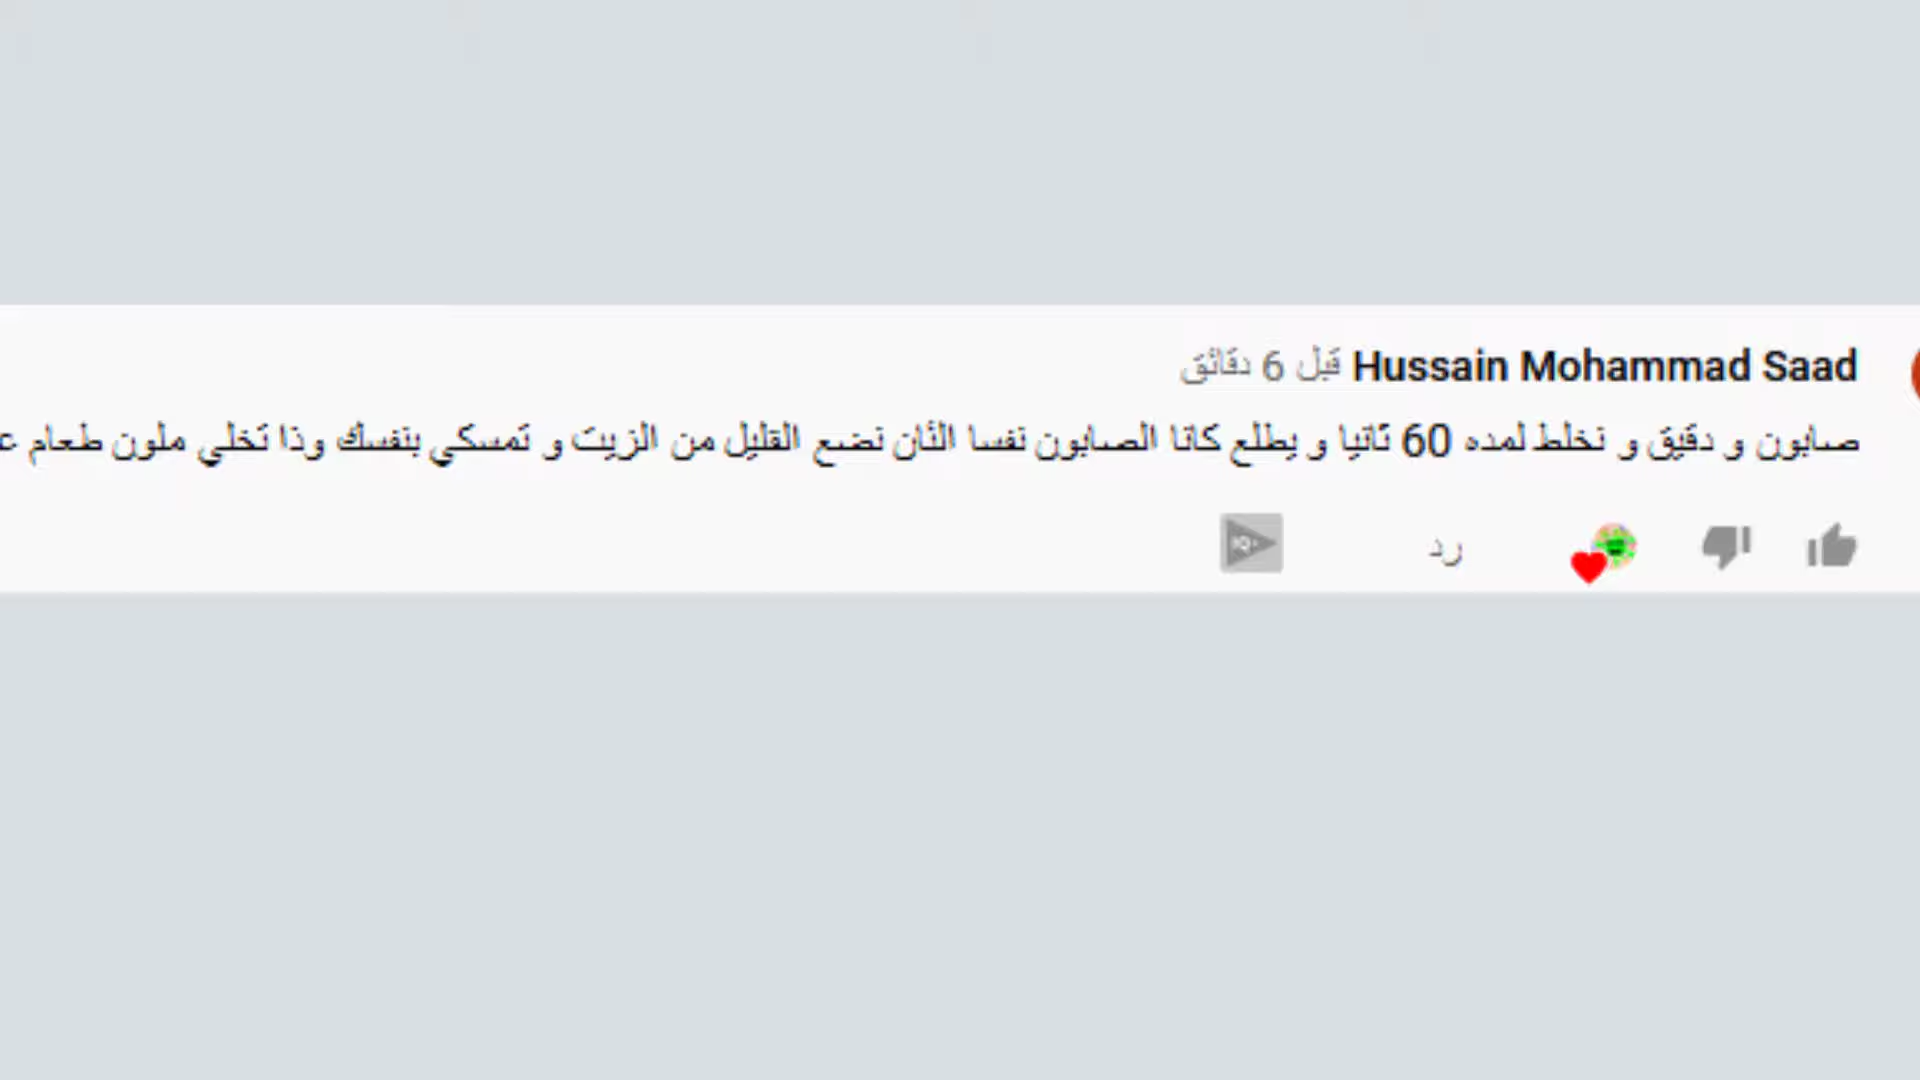 Hussain Mohammad Saad قبل 6 دقائق
صابون و دقيق و نخلط لمده 60 ثانيا و يطلع كانا الصابون نفسا الئان نضع القليل من الزيت و تمسكي بنفسك وذا تخلي ملون طعام
رد